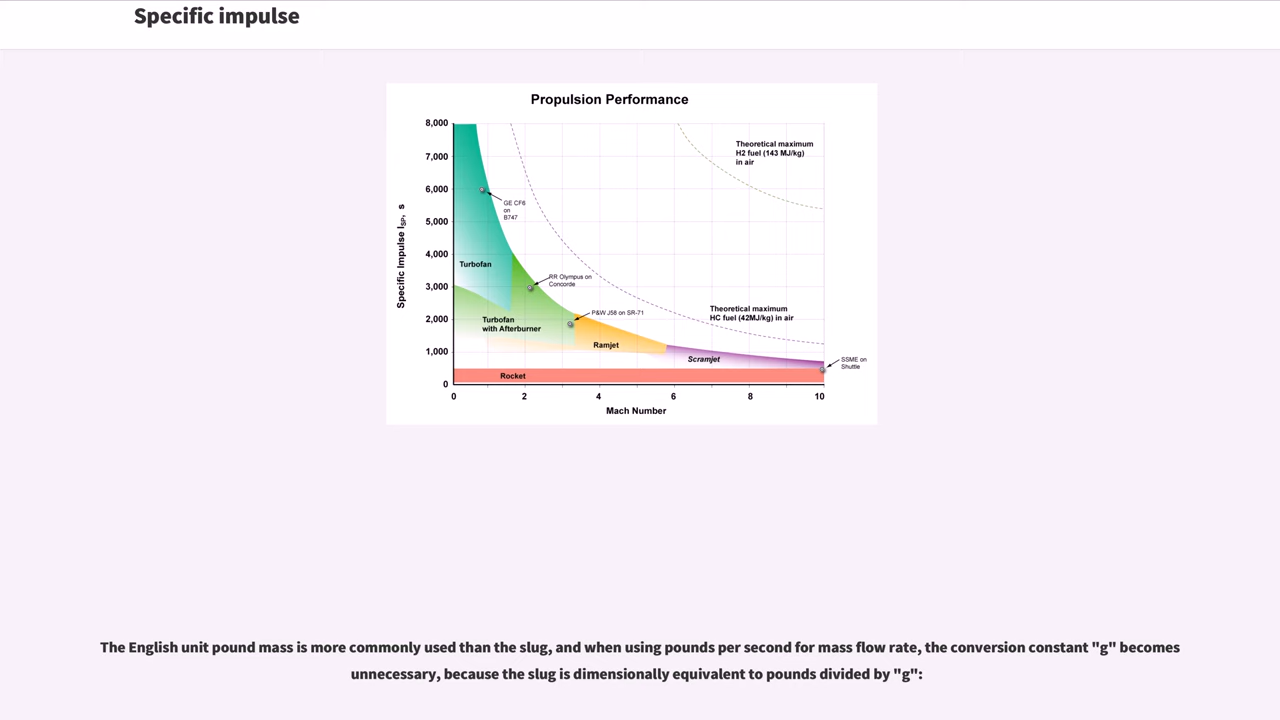 Specific impulse
Propulsion Performance
8,000
7,000
6,000
5,000
4,000
3,000
2,000
1,000
0
Specific Impulse ISP, s
Theoretical maximum
H2 fuel (143 MJ/kg)
in air
GE CF6
on
B747
Turbofan
RR Olympus on
Concorde
Turbofan
with Afterburner
P&W J58 on SR-71
Theoretical maximum
HC fuel (42MJ/kg) in air
Ramjet
Scramjet
SSME on
Shuttle
Rocket
0 2 4 6 8 10
Mach Number
The English unit pound mass is more commonly used than the slug, and when using pounds per second for mass flow rate, the conversion constant "g" becomes
unnecessary, because the slug is dimensionally equivalent to pounds divided by "g":